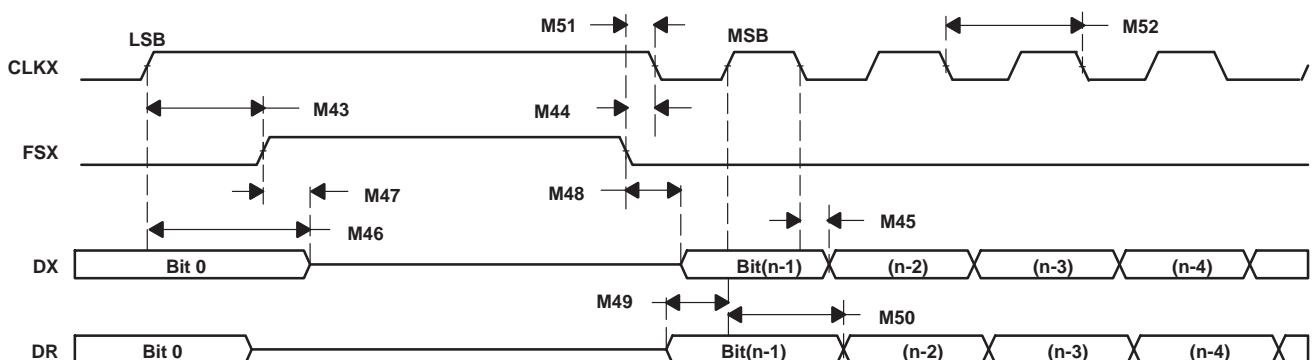 M51
LSB
MSB
M52
CLKX
M43
M44
FSX
M47
M48
M45
M46
DX
Bit 0
Bit(n-1)
(n-2)
(n-3)
(n-4)
M49
M50
DR
Bit 0
Bit(n-1)
(n-2)
(n-3)
(n-4)